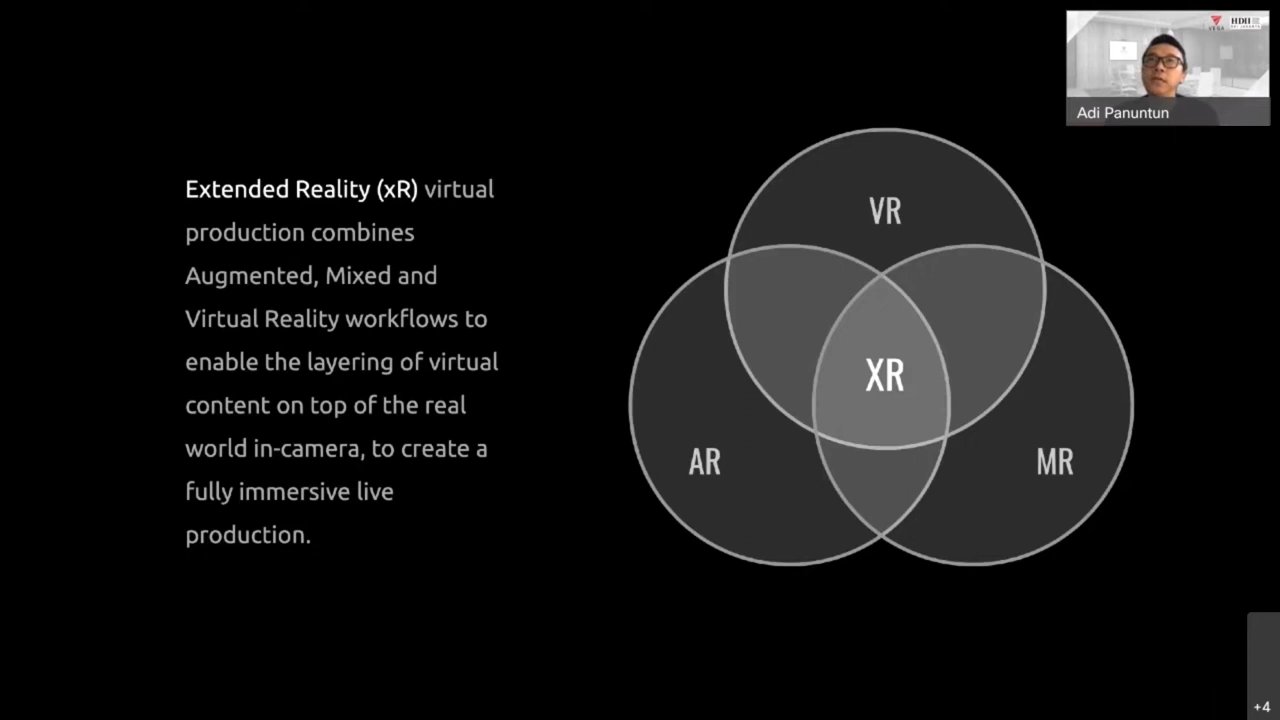 Extended Reality (xR) virtual
production combines
Augmented, Mixed and
Virtual Reality workflows to
enable the layering of virtual
content on top of the real
world in-camera, to create a
fully immersive live
production.
VR
XR
AR
MR
VEGA
HDII
Adi Panuntun
+4